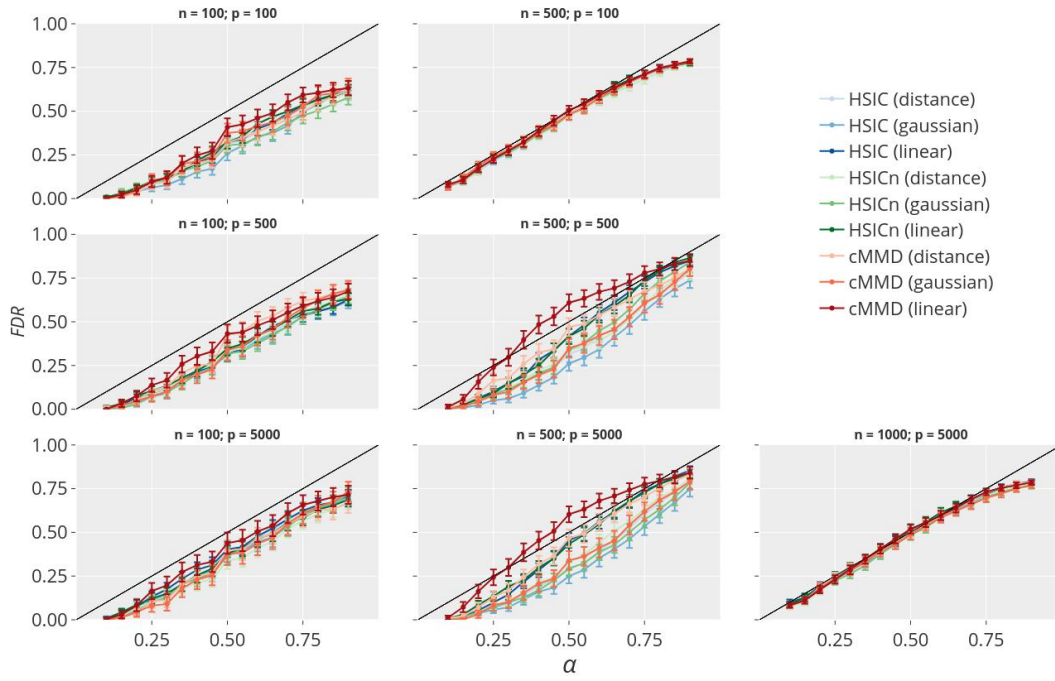 n = 100; p = 100
n = 500; p = 100
1.00
0.75
0.50
0.25
0.00
HSIC (distance)
HSIC (gaussian)
HSIC (linear)
HSICn (distance)
HSICn (gaussian)
HSICn (linear)
cMMD (distance)
cMMD (gaussian)
cMMD (linear)
n = 100; p = 500
n = 500; p = 500
1.00
0.75
0.50
0.25
0.00
FDR
n = 100; p = 5000
n = 500; p = 5000
n = 1000; p = 5000
1.00
0.75
0.50
0.25
0.00
0.25 0.50 0.75 0.25 0.50 0.75 0.25 0.50 0.75
α